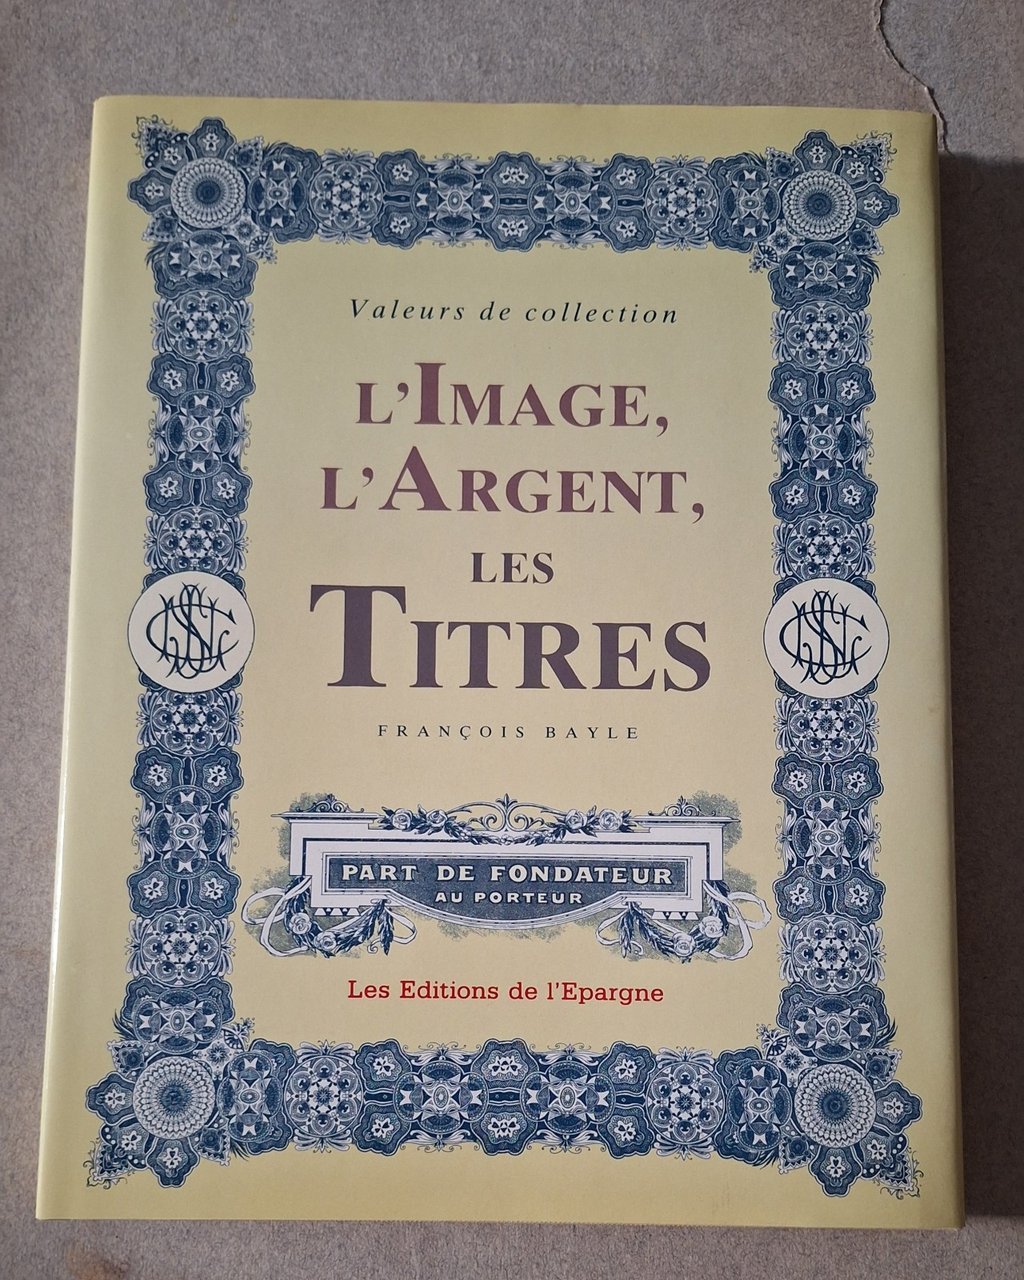 Valeurs de collection
L'IMAGE,
L'ARGENT,
LES
TITRES
FRANÇOIS BAYLE
PART DE FONDATEUR
AU PORTEUR
Les Editions de l'Epargne